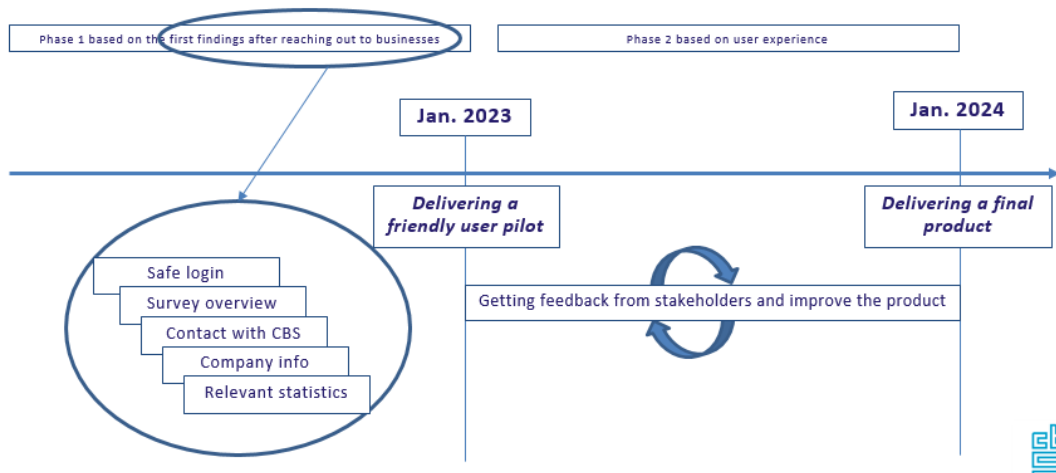 Phase 1 based on the first findings after reaching out to businesses
Phase 2 based on user experience
Jan. 2023
Jan. 2024
Delivering a
friendly user pilot
Delivering a final
product
Safe login
Survey overview
Contact with CBS
Company info
Relevant statistics
Getting feedback from stakeholders and improve the product